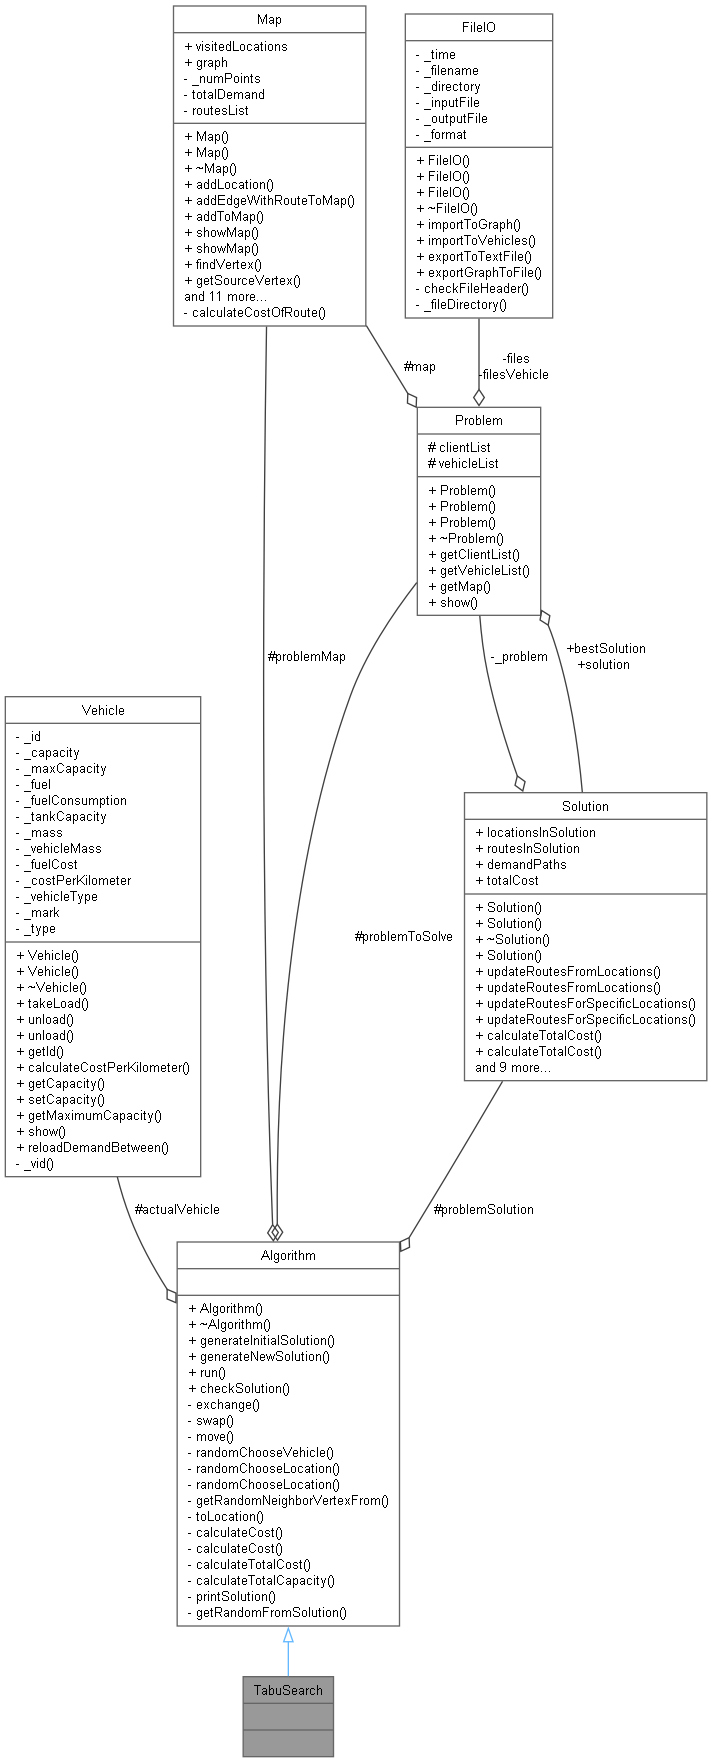 Map
+ visitedLocations
+ graph
- _numPoints
- totalDemand
- routesList
+ Map()
+ Map()
+ ~Map()
+ addLocation()
+ addEdgeWithRouteToMap()
+ addToMap()
+ showMap()
+ showMap()
+ findVertex()
+ getSourceVertex()
and 11 more...
- calculateCostOfRoute()
FileIO
- _time
- _filename
- _directory
- _inputFile
- _outputFile
- _format
+ FileIO()
+ FileIO()
+ FileIO()
+ ~FileIO()
+ importToGraph()
+ importToVehicles()
+ exportToTextFile()
+ exportGraphToFile()
- checkFileHeader()
- _fileDirectory()
#map
-files
-filesVehicle
Problem
# clientList
# vehicleList
+ Problem()
+ Problem()
+ Problem()
+ ~Problem()
+ getClientList()
+ getVehicleList()
+ getMap()
+ show()
#problemMap
-_problem
+bestSolution
+solution
Vehicle
- _id
- _capacity
- _maxCapacity
- _fuel
- _fuelConsumption
- _tankCapacity
- _mass
- _vehicleMass
- _fuelCost
- _costPerKilometer
- _vehicleType
- _mark
- _type
+ Vehicle()
+ Vehicle()
+ ~Vehicle()
+ takeLoad()
+ unload()
+ unload()
+ getId()
+ calculateCostPerKilometer()
+ getCapacity()
+ setCapacity()
+ getMaximumCapacity()
+ show()
+ reloadDemandBetween()
- _vid()
#problemToSolve
Solution
+ locationsInSolution
+ routesInSolution
+ demandPaths
+ totalCost
+ Solution()
+ Solution()
+ ~Solution()
+ Solution()
+ updateRoutesFromLocations()
+ updateRoutesFromLocations()
+ updateRoutesForSpecificLocations()
+ updateRoutesForSpecificLocations()
+ calculateTotalCost()
+ calculateTotalCost()
and 9 more...
#actualVehicle
#problemSolution
Algorithm
+ Algorithm()
+ ~Algorithm()
+ generateInitialSolution()
+ generateNewSolution()
+ run()
+ checkSolution()
- exchange()
- swap()
- move()
- randomChooseVehicle()
- randomChooseLocation()
- randomChooseLocation()
- getRandomNeighborVertexFrom()
- toLocation()
- calculateCost()
- calculateCost()
- calculateTotalCost()
- calculateTotalCapacity()
- printSolution()
- getRandomFromSolution()
TabuSearch